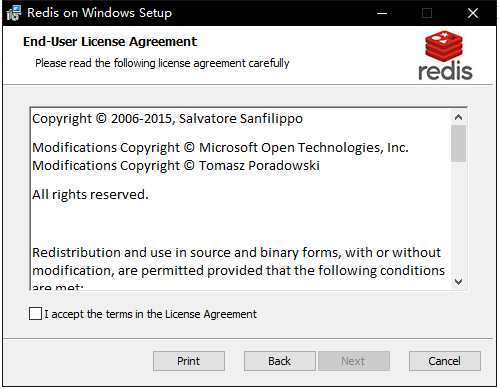 Redis on Windows Setup
End-User License Agreement
Please read the following license agreement carefully
redis
Copyright © 2006-2015, Salvatore Sanfilippo
Modifications Copyright © Microsoft Open Technologies, Inc.
Modifications Copyright © Tomasz Poradowski
All rights reserved.
Redistribution and use in source and binary forms, with or without
modification, are permitted provided that the following conditions
are met:
I accept the terms in the License Agreement
Print
Back
Next
Cancel